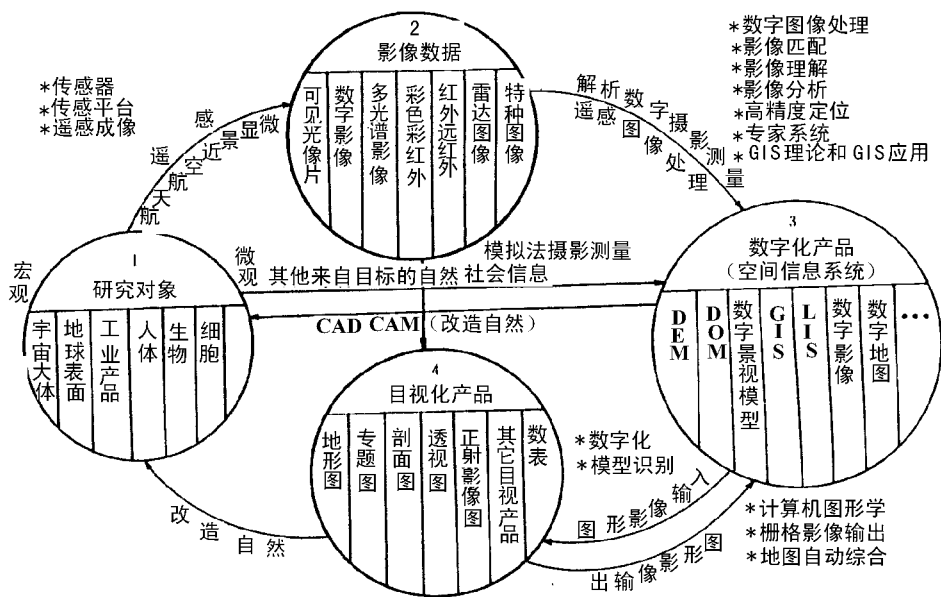 2
影像数据
可见光像片
数字影像
多光谱影像
彩色彩红外
红外远红外
雷达图像
特种图像
*传感器
*传感平台
*遥感成像
遥感
航空近景显微
航天
解析数字摄影测量
遥感图像处理
*数字图像处理
*影像匹配
*影像理解
*影像分析
*高精度定位
*专家系统
*GIS理论和GIS应用
宏观
微观
1
研究对象
宇宙大体
地球表面
工业产品
人体
生物
细胞
模拟法摄影测量
其他来自目标的自然社会信息
CAD CAM(改造自然)
3
数字化产品
(空间信息系统)
DEM
DOM
数字景视模型
GIS
LIS
数字影像
数字地图
•••
4
目视化产品
地形图
专题图
剖面图
透视图
正射影像图
其它目视产品
数表
*数字化
*模型识别
图形影像输入
出输像影形图
*计算机图形学
*栅格影像输出
*地图自动综合
改造自然